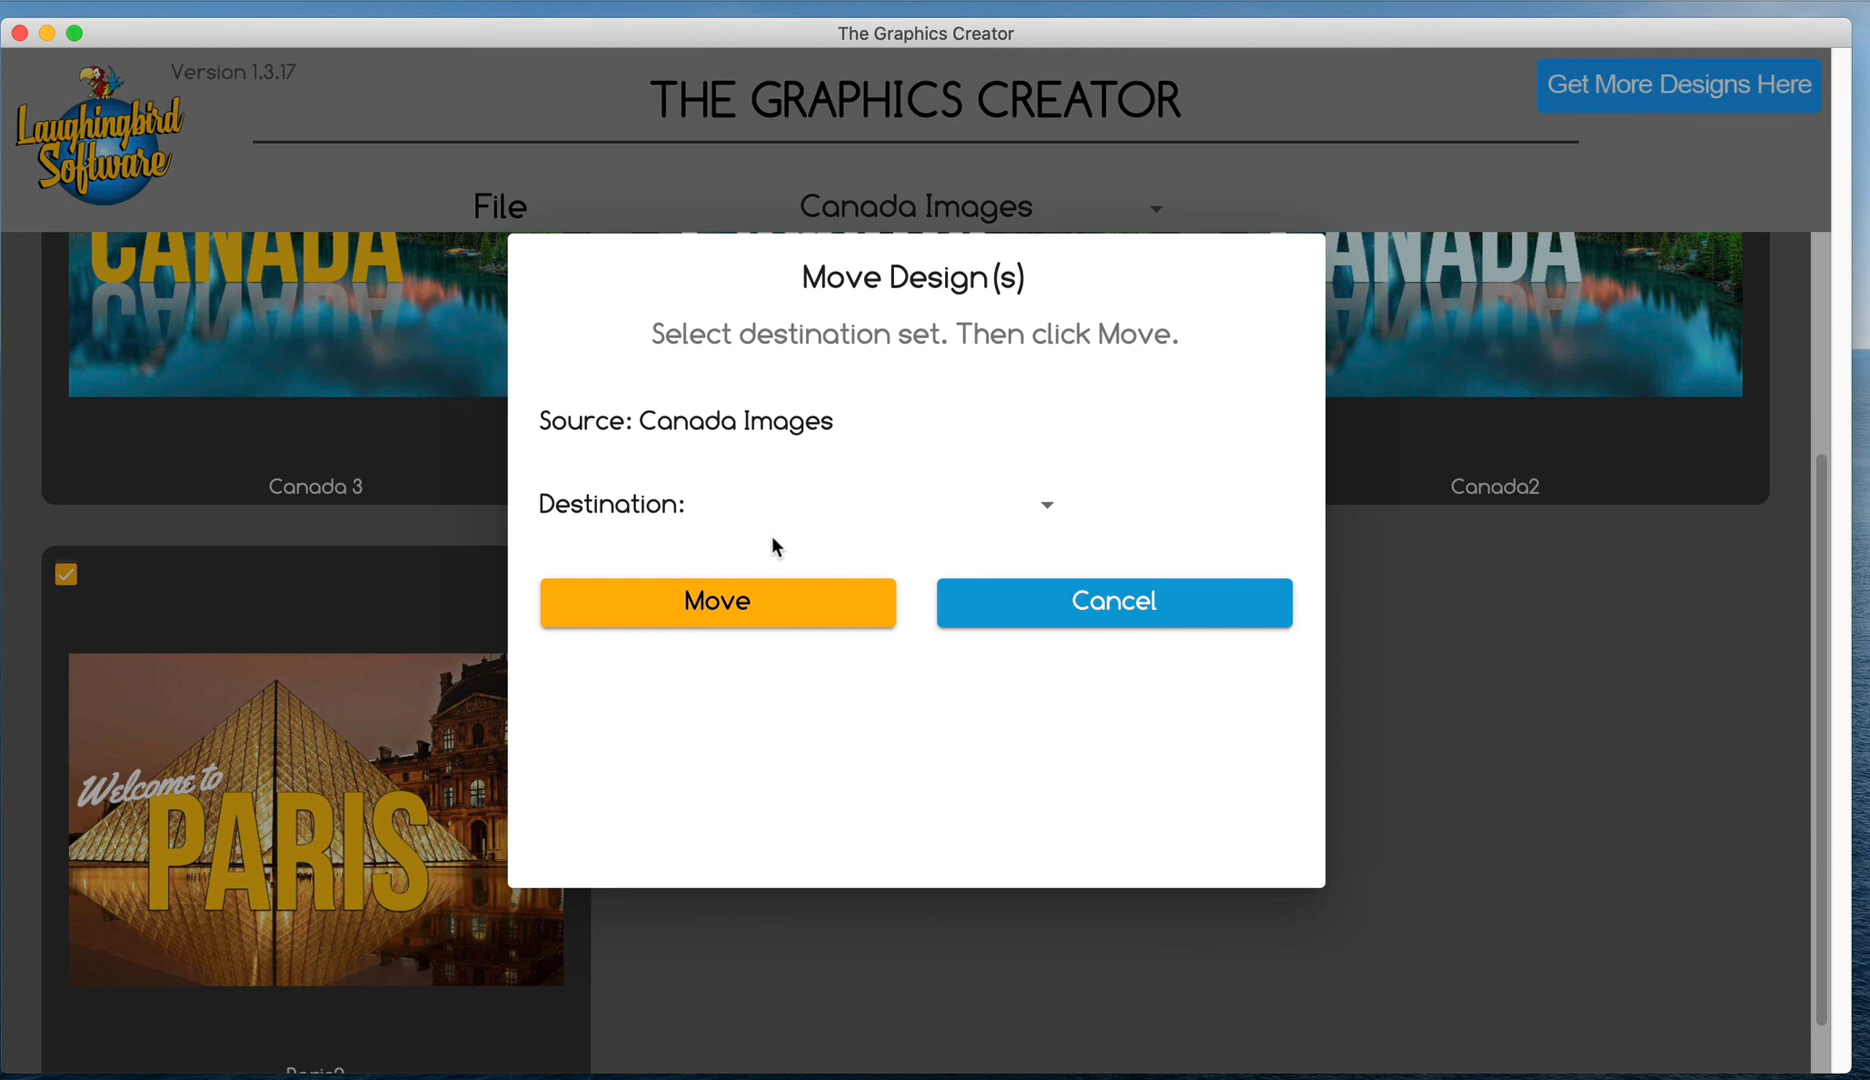 The Graphics Creator
Version 1.3.17
Laughingbird
Software
THE GRAPHICS CREATOR
Get More Designs Here
File
Canada Images
CANADA
ANADA
Move Design(s)
Select destination set. Then click Move.
Source: Canada Images
Canada 3
Canada2
Destination:
Move
Cancel
Welcome to
PARIS